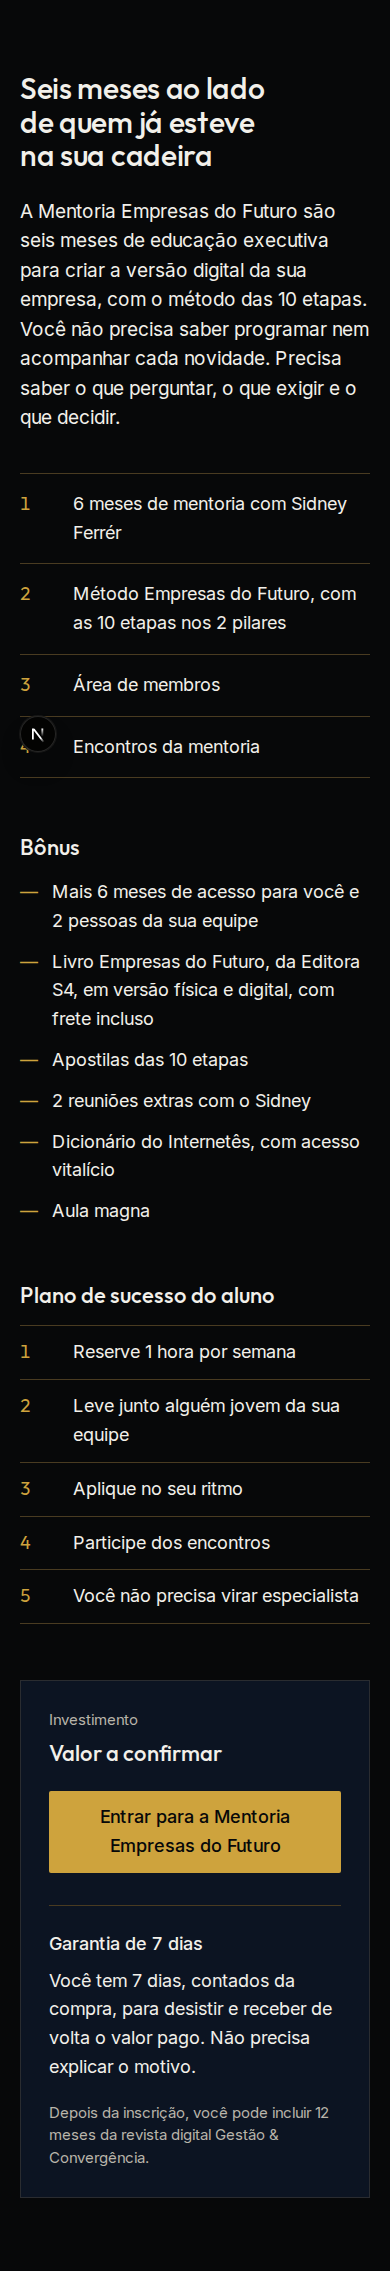 Seis meses ao lado
de quem já esteve
na sua cadeira
A Mentoria Empresas do Futuro são
seis meses de educação executiva
para criar a versão digital da sua
empresa, com o método das 10 etapas.
Você não precisa saber programar nem
acompanhar cada novidade. Precisa
saber o que perguntar, o que exigir e o
que decidir.
1 6 meses de mentoria com Sidney
Ferrér
2 Método Empresas do Futuro, com
as 10 etapas nos 2 pilares
3 Área de membros
N
4 Encontros da mentoria
Bônus
— Mais 6 meses de acesso para você e
2 pessoas da sua equipe
— Livro Empresas do Futuro, da Editora
S4, em versão física e digital, com
frete incluso
— Apostilas das 10 etapas
— 2 reuniões extras com o Sidney
— Dicionário do Internetês, com acesso
vitalício
— Aula magna
Plano de sucesso do aluno
1 Reserve 1 hora por semana
2 Leve junto alguém jovem da sua
equipe
3 Aplique no seu ritmo
4 Participe dos encontros
5 Você não precisa virar especialista
Investimento
Valor a confirmar
Entrar para a Mentoria
Empresas do Futuro
Garantia de 7 dias
Você tem 7 dias, contados da
compra, para desistir e receber de
volta o valor pago. Não precisa
explicar o motivo.
Depois da inscrição, você pode incluir 12
meses da revista digital Gestão &
Convergência.